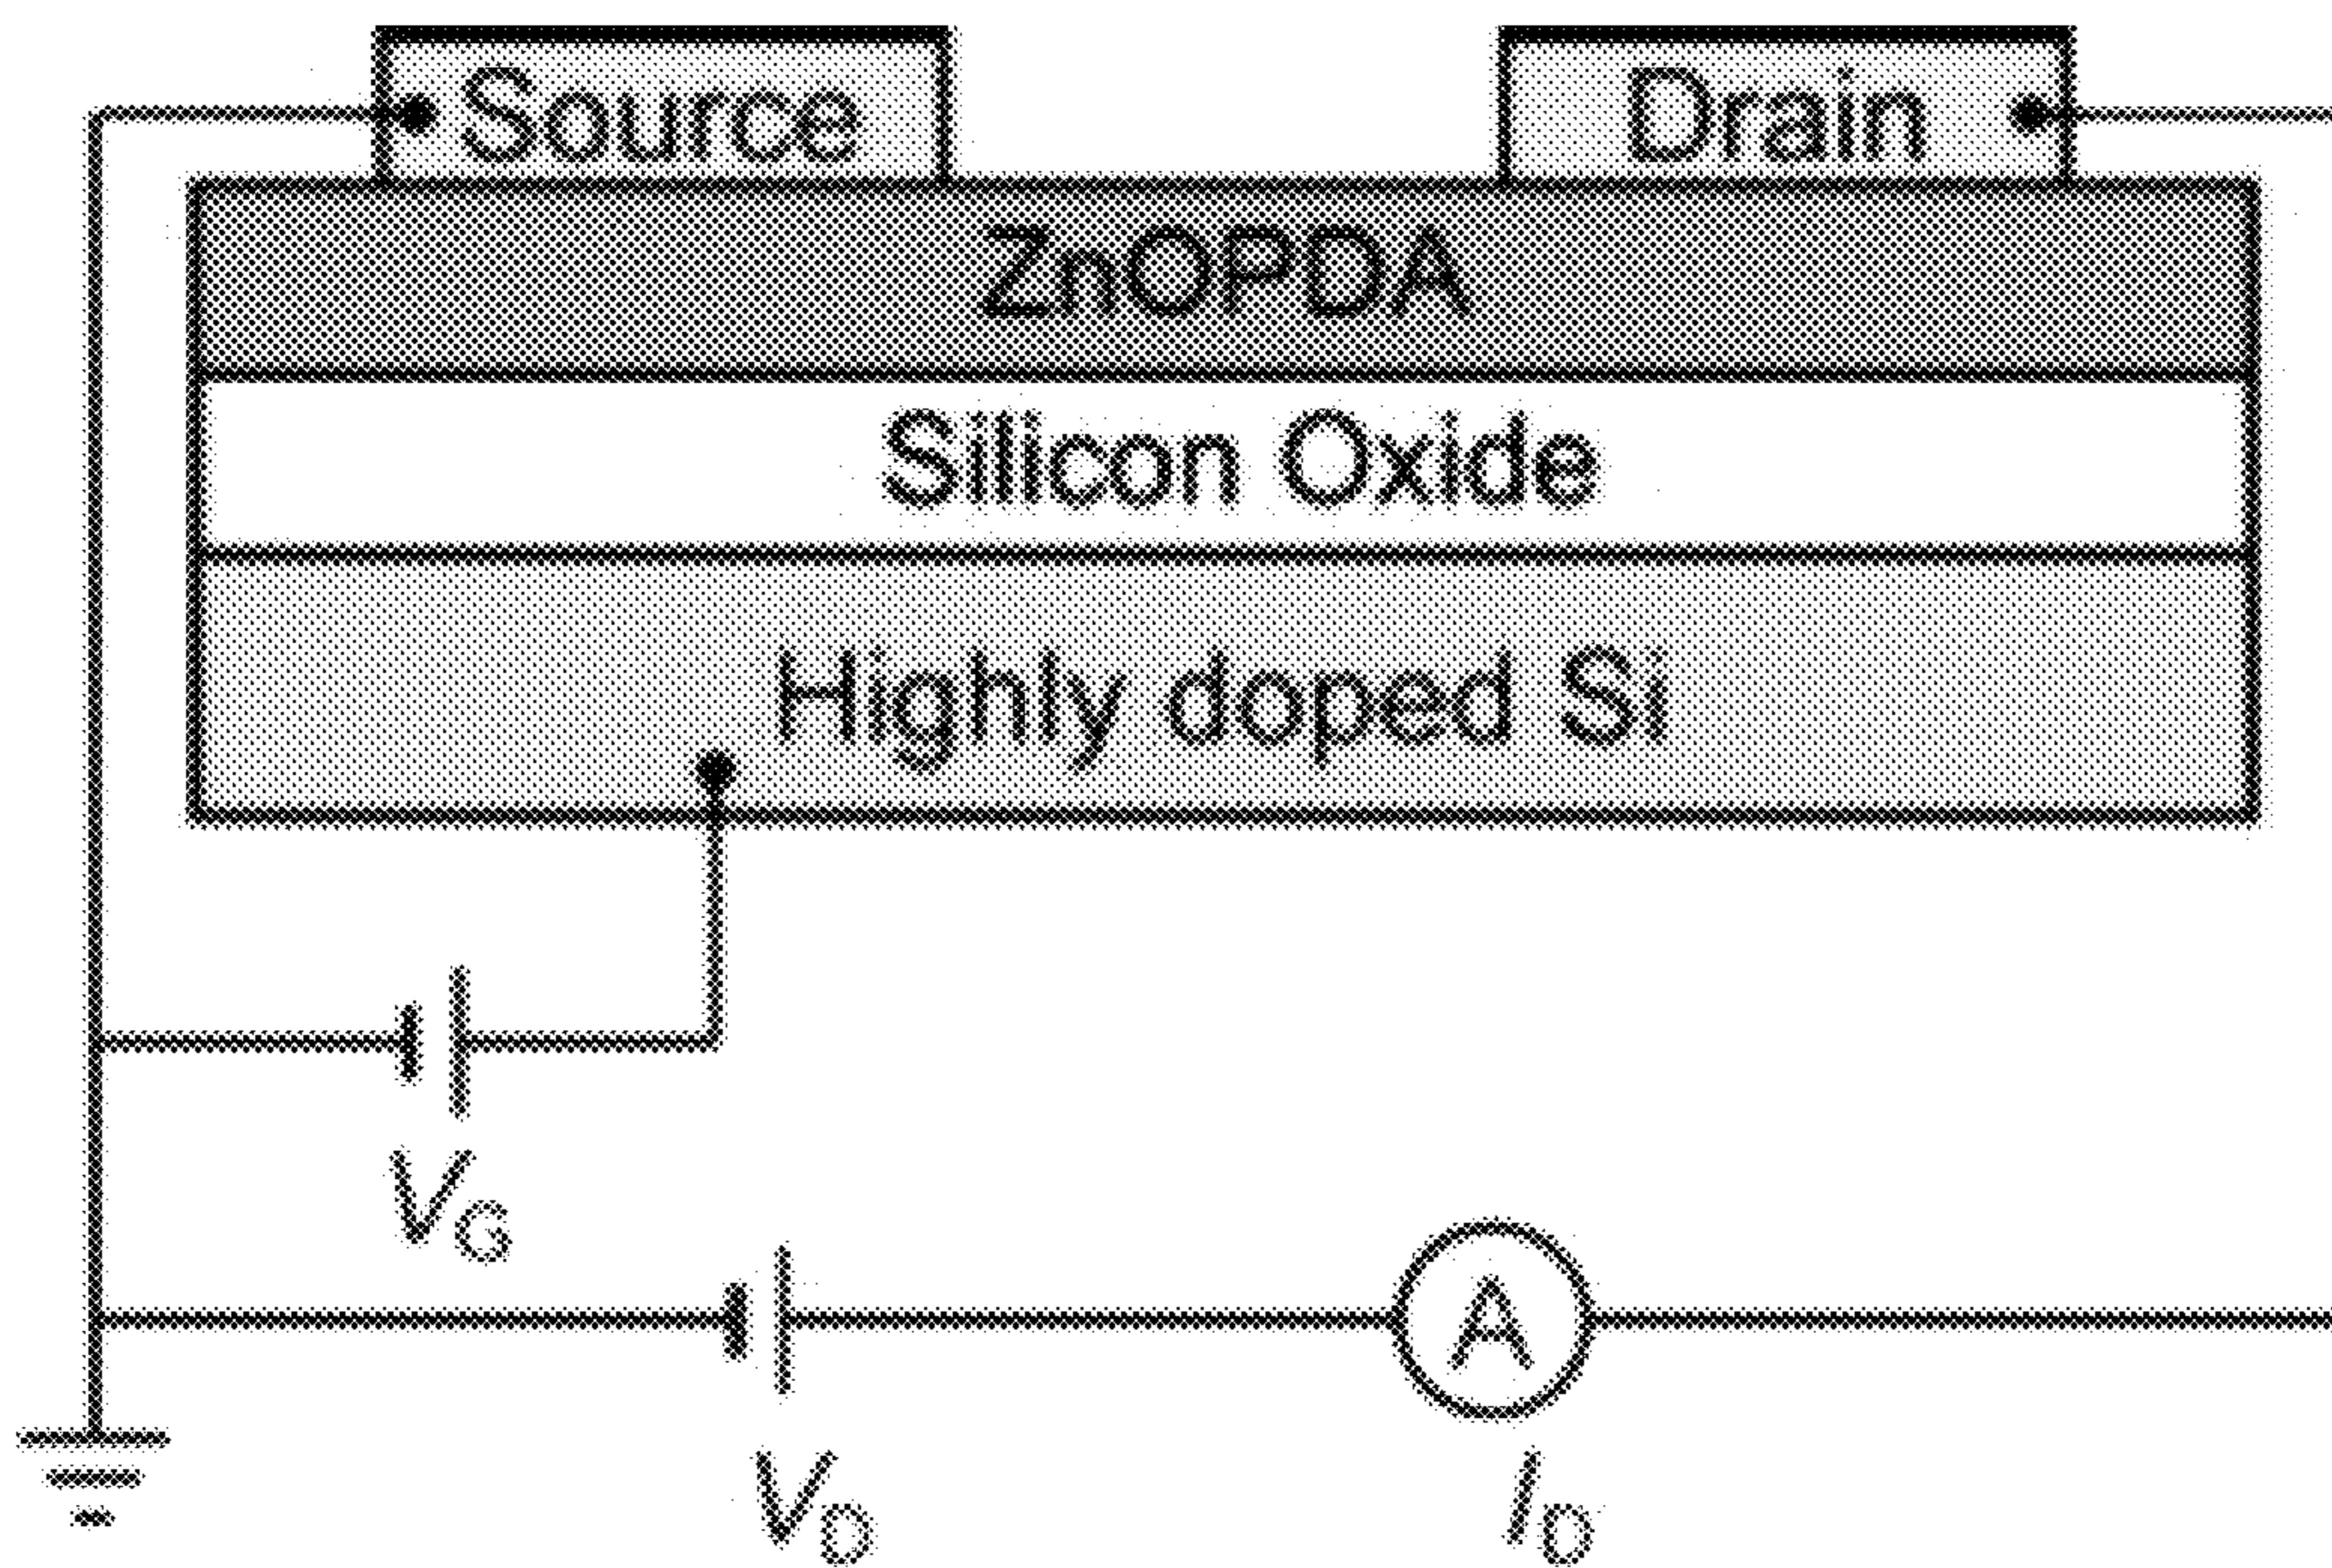 Source Drain
ZnOPDA
Silicon Oxide
Highly doped Si
VG
A
VD ID